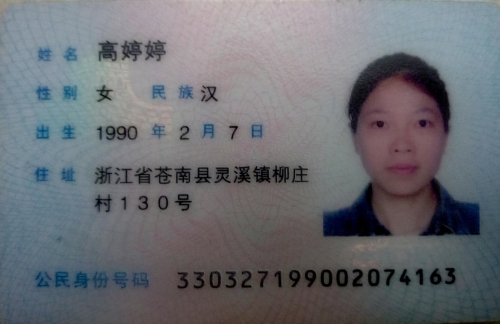 姓名 高婷婷
性别 女 民族 汉
出生 1990 年 2 月 7 日
住址 浙江省苍南县灵溪镇柳庄
村130号
公民身份号码 330327199002074163